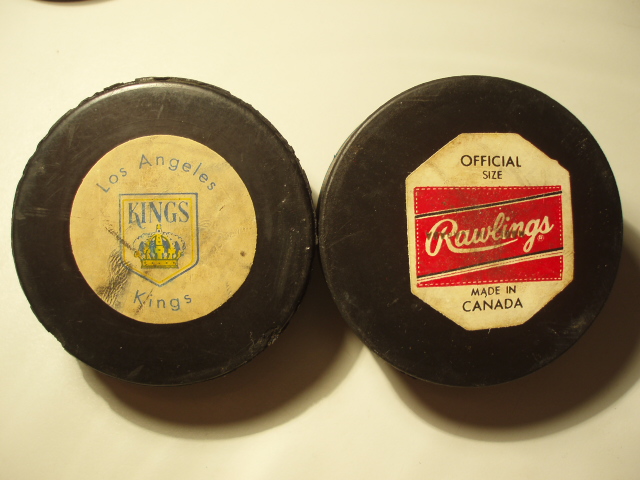 Los Angeles
KINGS
Kings
OFFICIAL
SIZE
Rawlings®
MADE IN
CANADA